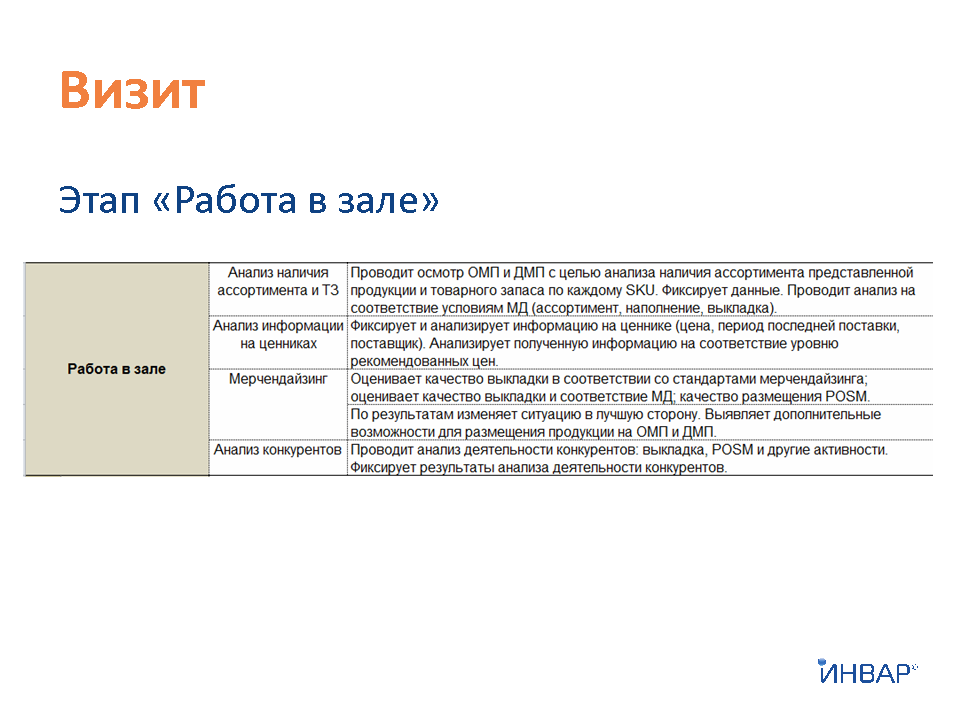 Визит
Этап «Работа в зале»
Работа в зале
Анализ наличия
ассортимента и ТЗ
Проводит осмотр ОМП и ДМП с целью анализа наличия ассортимента представленной
продукции и товарного запаса по каждому SKU. Фиксирует данные. Проводит анализ на
соответствие условиям МД (ассортимент, наполнение, выкладка).
Анализ информации
на ценниках
Фиксирует и анализирует информацию на ценнике (цена, период последней поставки,
поставщик). Анализирует полученную информацию на соответствие уровню
рекомендованных цен.
Мерчендайзинг
Оценивает качество выкладки в соответствии со стандартами мерчендайзинга;
оценивает качество выкладки и соответствие МД; качество размещения POSM.
По результатам изменяет ситуацию в лучшую сторону. Выявляет дополнительные
возможности для размещения продукции на ОМП и ДМП.
Анализ конкурентов
Проводит анализ деятельности конкурентов: выкладка, POSM и другие активности.
Фиксирует результаты анализа деятельности конкурентов.
ИНВАР